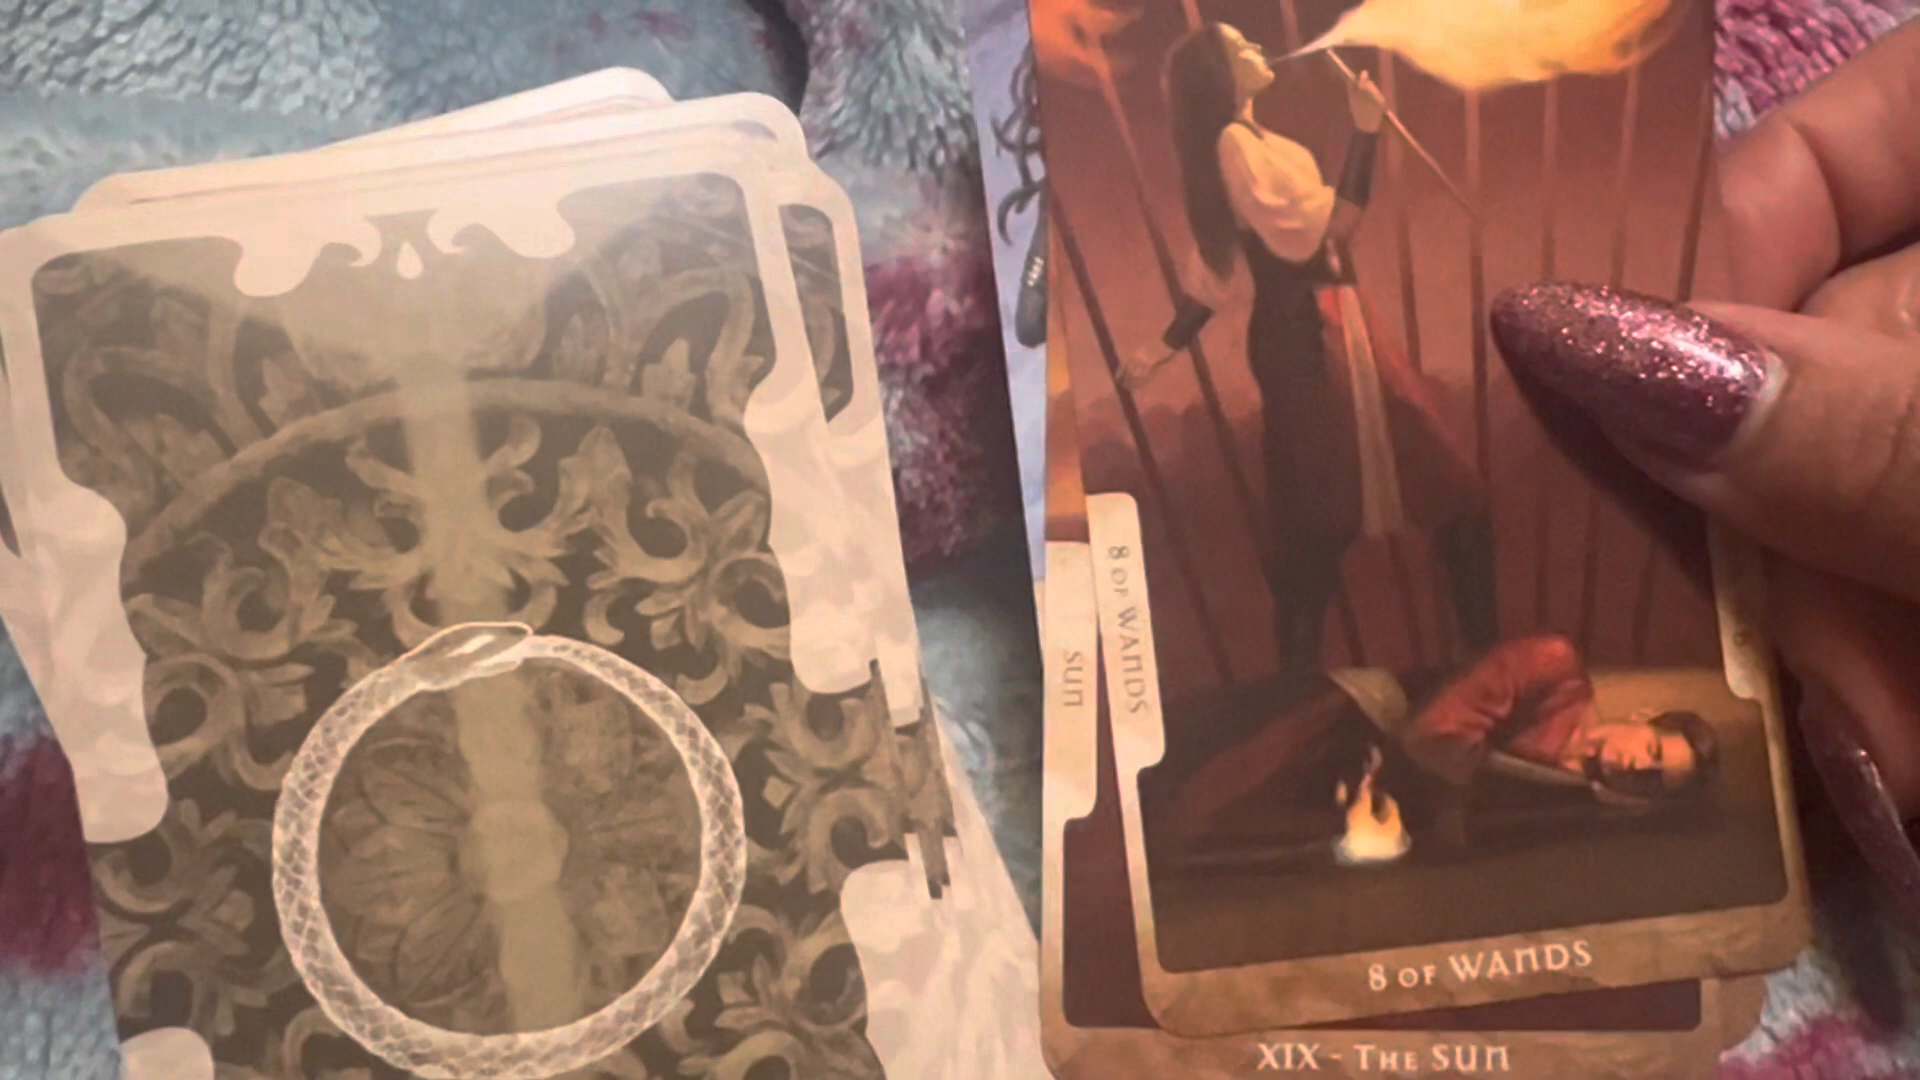 8 OF WANDS
SUN
8 OF WANDS
XIX - THE SUN